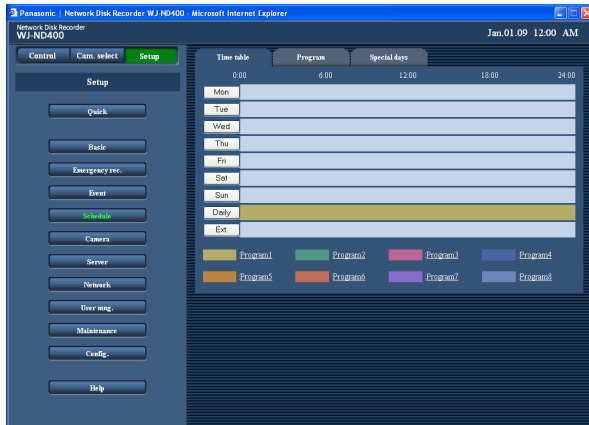 Panasonic | Network Disk Recorder WJ-ND400 - Microsoft Internet Explorer
Network Disk Recorder
WJ-ND400
Jan.01.09 12:00 AM
Control Cam. select Setup
Setup
Quick
Basic
Emergency rec.
Event
Schedule
Camera
Server
Network
User mng.
Maintenance
Config.
Help
Time table Program Special days
0:00 6:00 12:00 18:00 24:00
Mon
Tue
Wed
Thu
Fri
Sat
Sun
Daily
Ext.
Program1 Program2 Program3 Program4
Program5 Program6 Program7 Program8